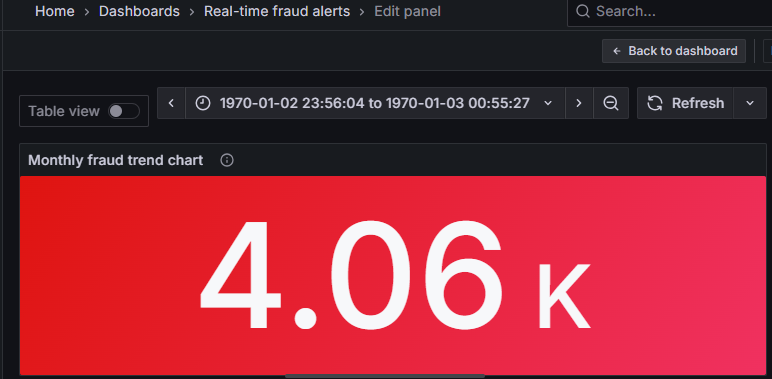 Home > Dashboards > Real-time fraud alerts > Edit panel
Search...
← Back to dashboard
Table view
1970-01-02 23:56:04 to 1970-01-03 00:55:27
Refresh
Monthly fraud trend chart
4.06 K